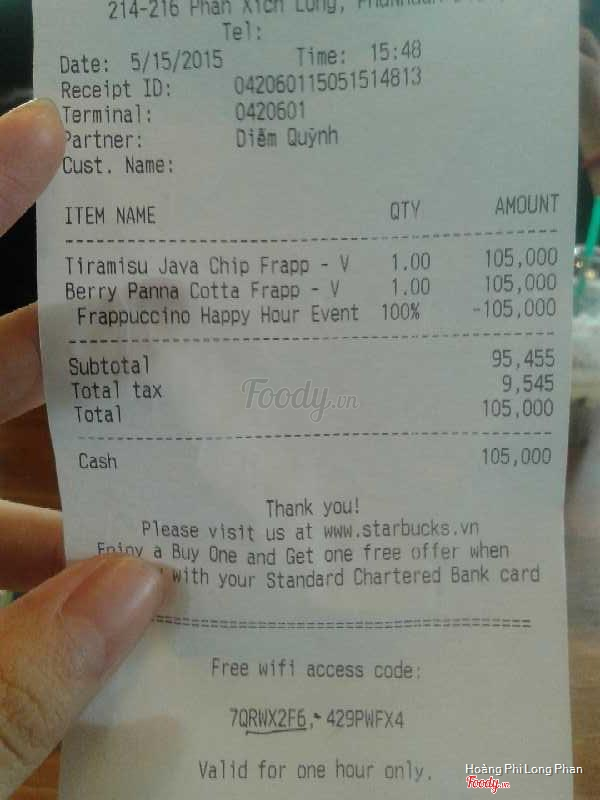 214-216 Phan Xích Long,
Tel:
Date: 5/15/2015 Time: 15:48
Receipt ID: 042060115051514813
Terminal: 0420601
Partner: Diễm Quỳnh
Cust. Name:
ITEM NAME QTY AMOUNT
Tiramisu Java Chip Frapp - V 1.00 105,000
Berry Panna Cotta Frapp - V 1.00 105,000
Frappuccino Happy Hour Event 100% -105,000
Subtotal 95,455
Total tax 9,545
Total 105,000
Foody.vn
Cash 105,000
Thank you!
Please visit us at www.starbucks.vn
Enjoy a Buy One and Get one free offer when
with your Standard Chartered Bank card
Free wifi access code:
7QRWX2F6, 429PWFX4
Valid for one hour only.
Hoàng Phi Long Phan
Foody.vn